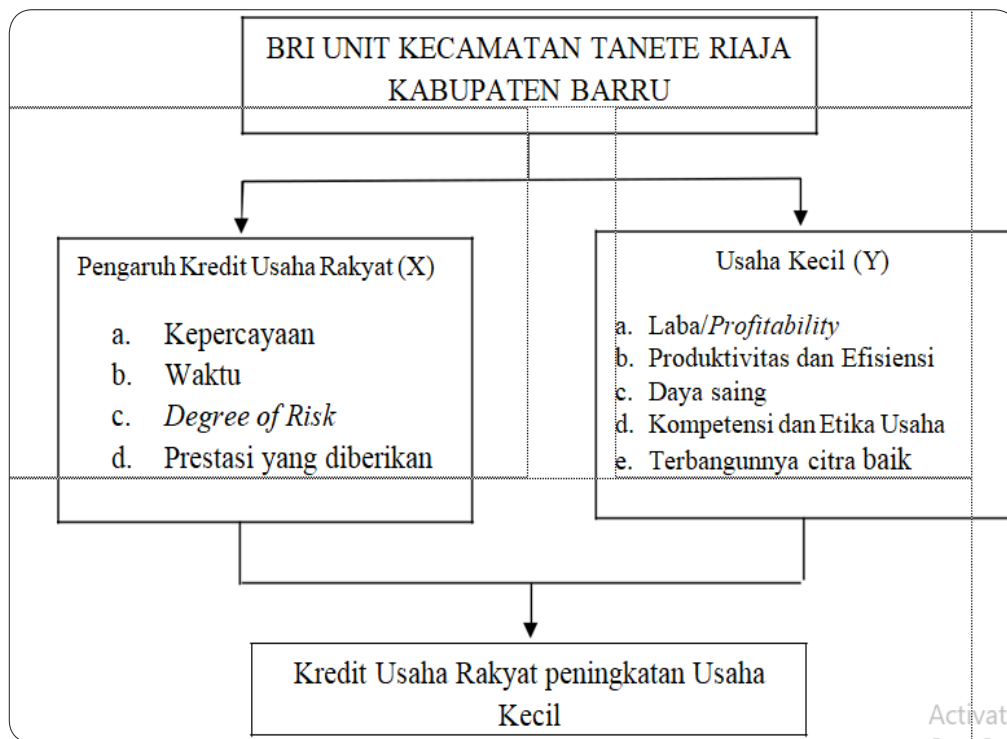 BRI UNIT KECAMATAN TANETE RIAJA
KABUPATEN BARRU
Pengaruh Kredit Usaha Rakyat (X)
a. Kepercayaan
b. Waktu
c. Degree of Risk
d. Prestasi yang diberikan
Usaha Kecil (Y)
a. Laba/Profitability
b. Produktivitas dan Efisiensi
c. Daya saing
d. Kompetensi dan Etika Usaha
e. Terbangunnya citra baik
Kredit Usaha Rakyat peningkatan Usaha
Kecil
Activat